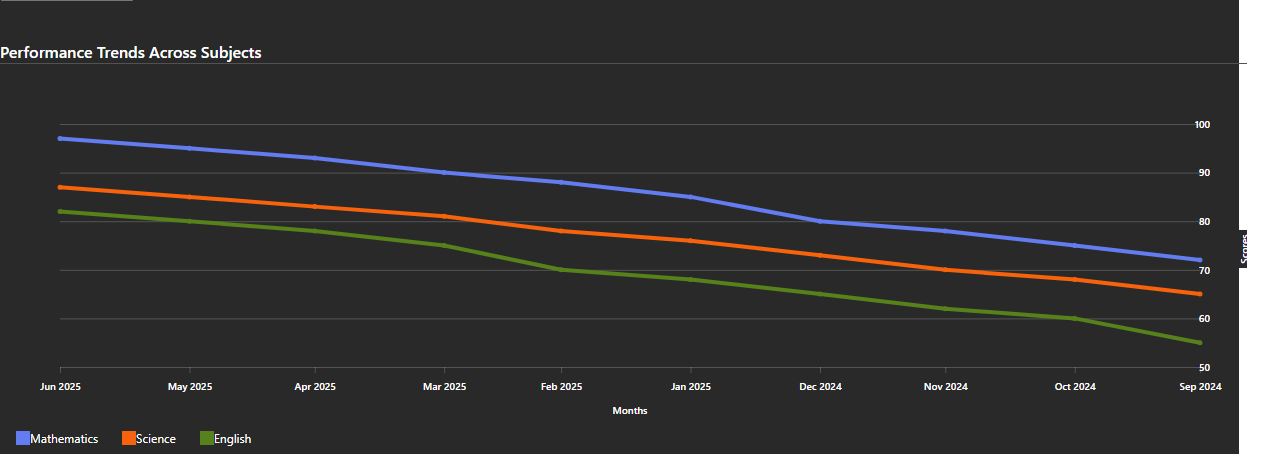 Performance Trends Across Subjects
100
90
80
70
60
50
Scores
Jun 2025 May 2025 Apr 2025 Mar 2025 Feb 2025 Jan 2025 Dec 2024 Nov 2024 Oct 2024 Sep 2024
Months
Mathematics Science English